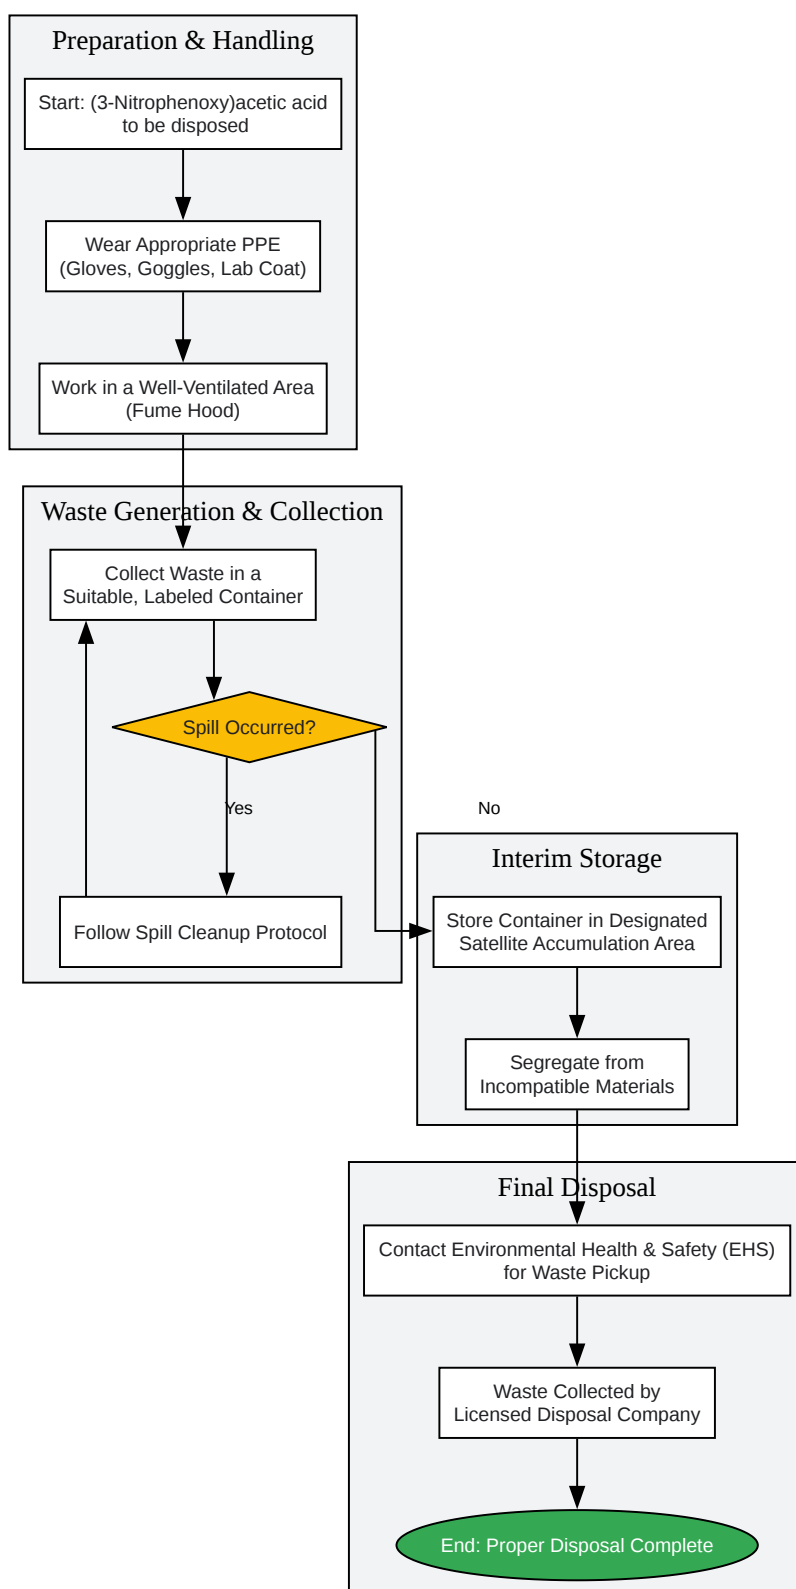 Preparation & Handling
Start: (3-Nitrophenoxy)acetic acid
to be disposed
Wear Appropriate PPE
(Gloves, Goggles, Lab Coat)
Work in a Well-Ventilated Area
(Fume Hood)
Waste Generation & Collection
Collect Waste in a
Suitable, Labeled Container
Spill Occurred?
Yes
No
Follow Spill Cleanup Protocol
Interim Storage
Store Container in Designated
Satellite Accumulation Area
Segregate from
Incompatible Materials
Final Disposal
Contact Environmental Health & Safety (EHS)
for Waste Pickup
Waste Collected by
Licensed Disposal Company
End: Proper Disposal Complete